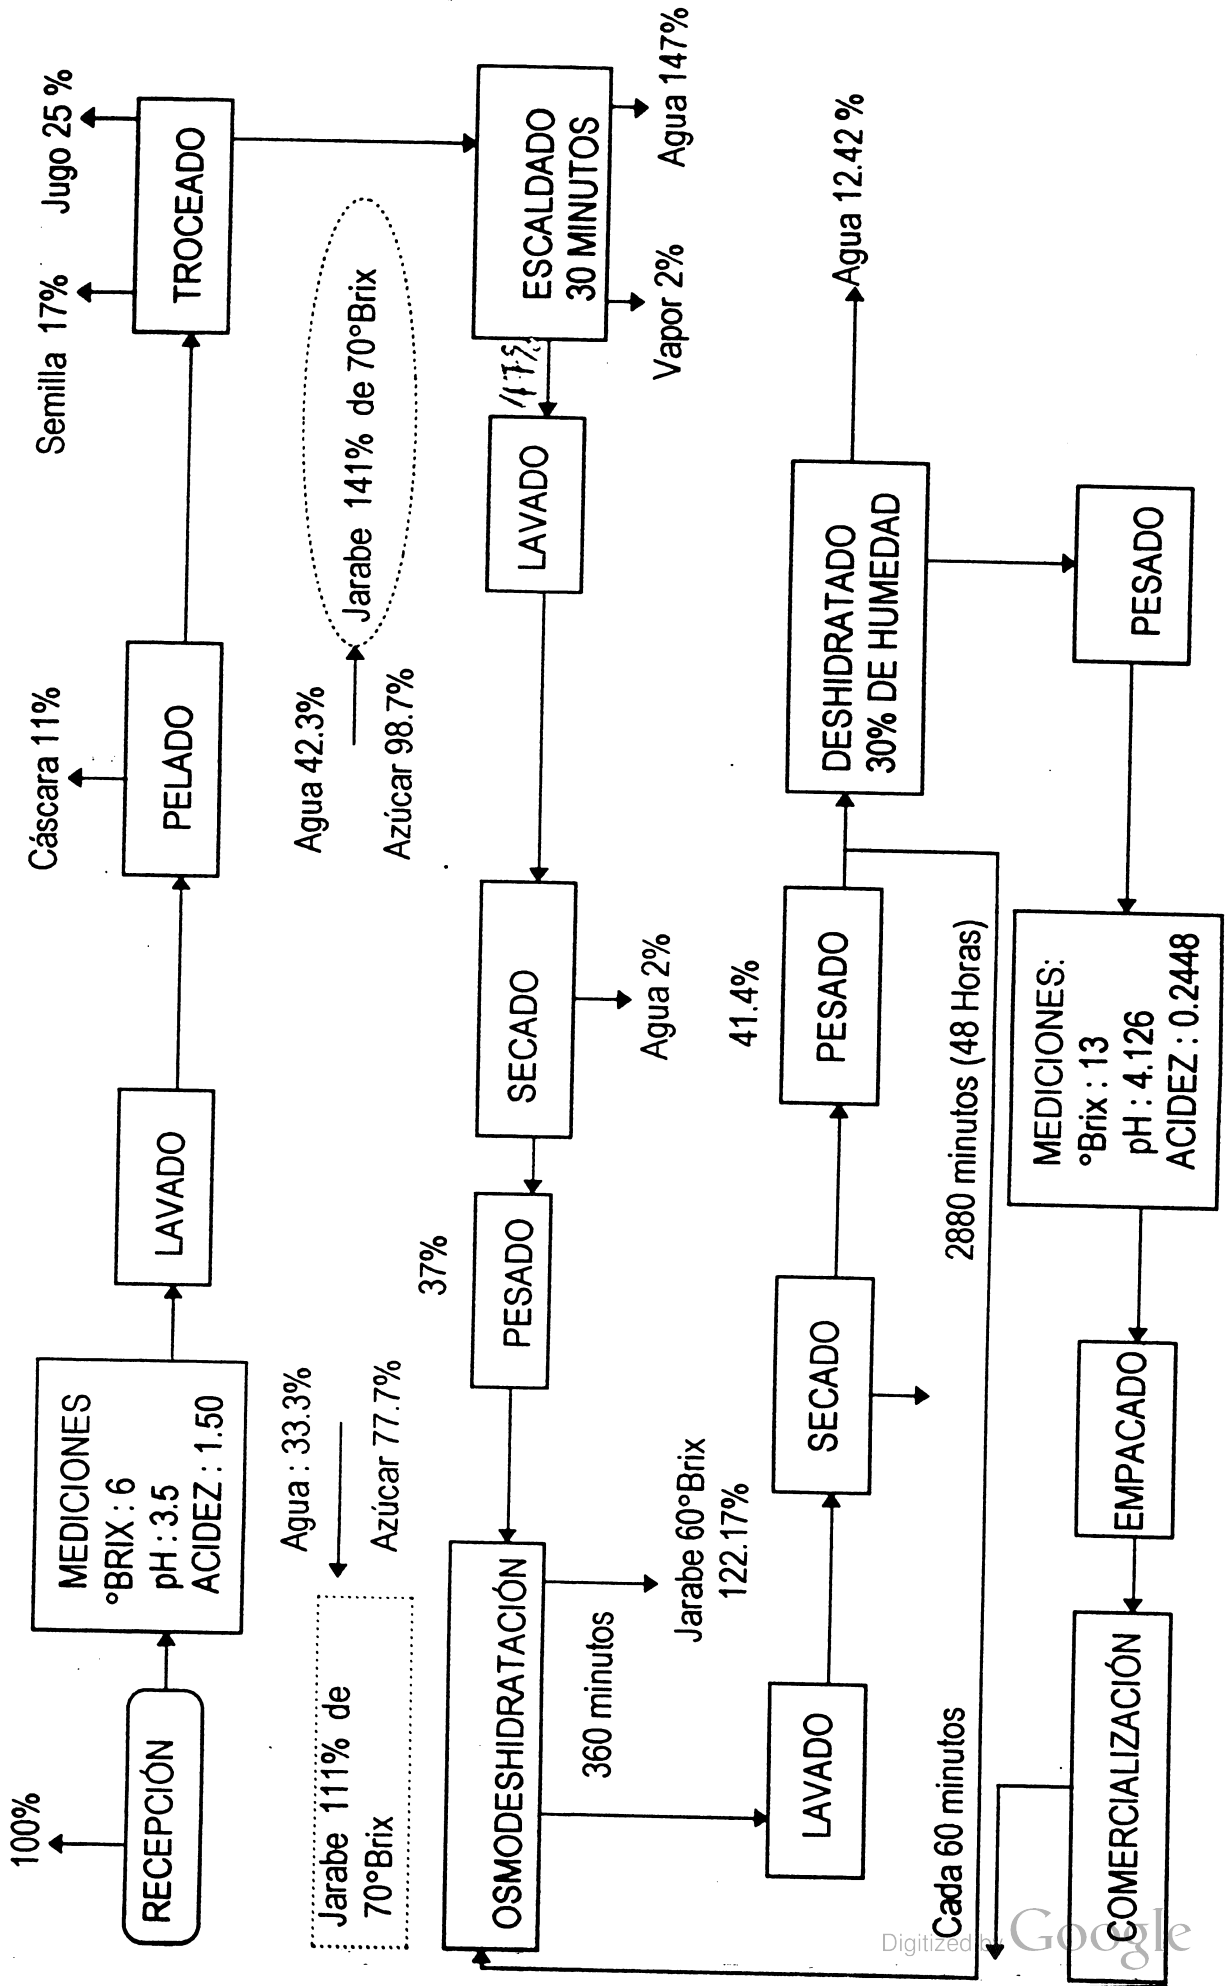 100%
RECEPCIÓN
MEDICIONES
°BRIX : 6
pH : 3.5
ACIDEZ : 1.50
LAVADO
Cáscara 11%
PELADO
Semilla 17%
Jugo 25 %
TROCEADO
Jarabe 111% de
70°Brix
Agua : 33.3%
Azúcar 77.7%
Agua 42.3%
Azúcar 98.7%
Jarabe 141% de 70°Brix
ESCALDADO
30 MINUTOS
Vapor 2%
Agua 147%
LAVADO
SECADO
Agua 2%
37%
PESADO
OSMODESHIDRATACIÓN
360 minutos
Jarabe 60°Brix
122.17%
LAVADO
SECADO
41.4%
PESADO
DESHIDRATADO
30% DE HUMEDAD
Agua 12.42 %
Cada 60 minutos
2880 minutos (48 Horas)
PESADO
MEDICIONES:
°Brix : 13
pH : 4.126
ACIDEZ : 0.2448
EMPACADO
COMERCIALIZACIÓN
Digitized by Google